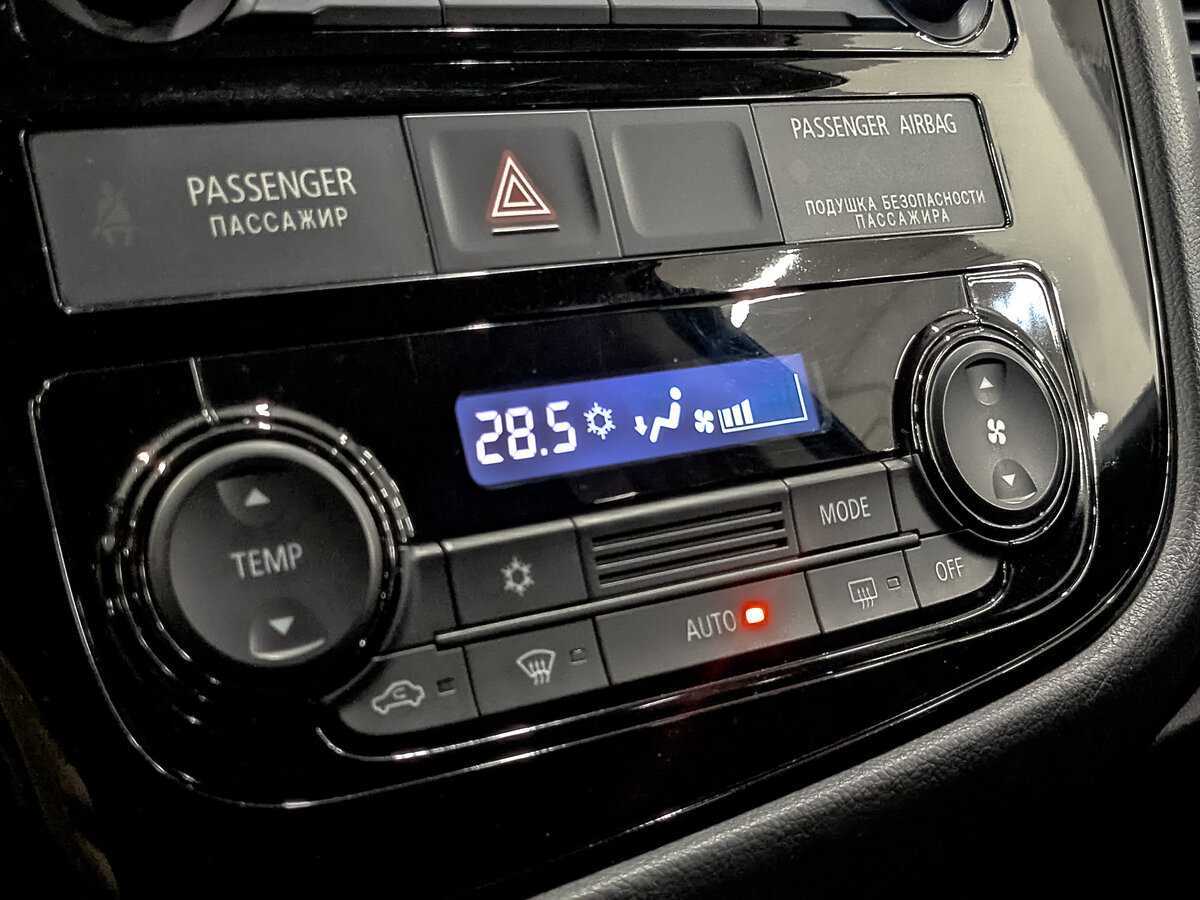 PASSENGER
ПАССАЖИР
PASSENGER AIRBAG
ПОДУШКА БЕЗОПАСНОСТИ
ПАССАЖИРА
28.5
TEMP
MODE
AUTO
OFF